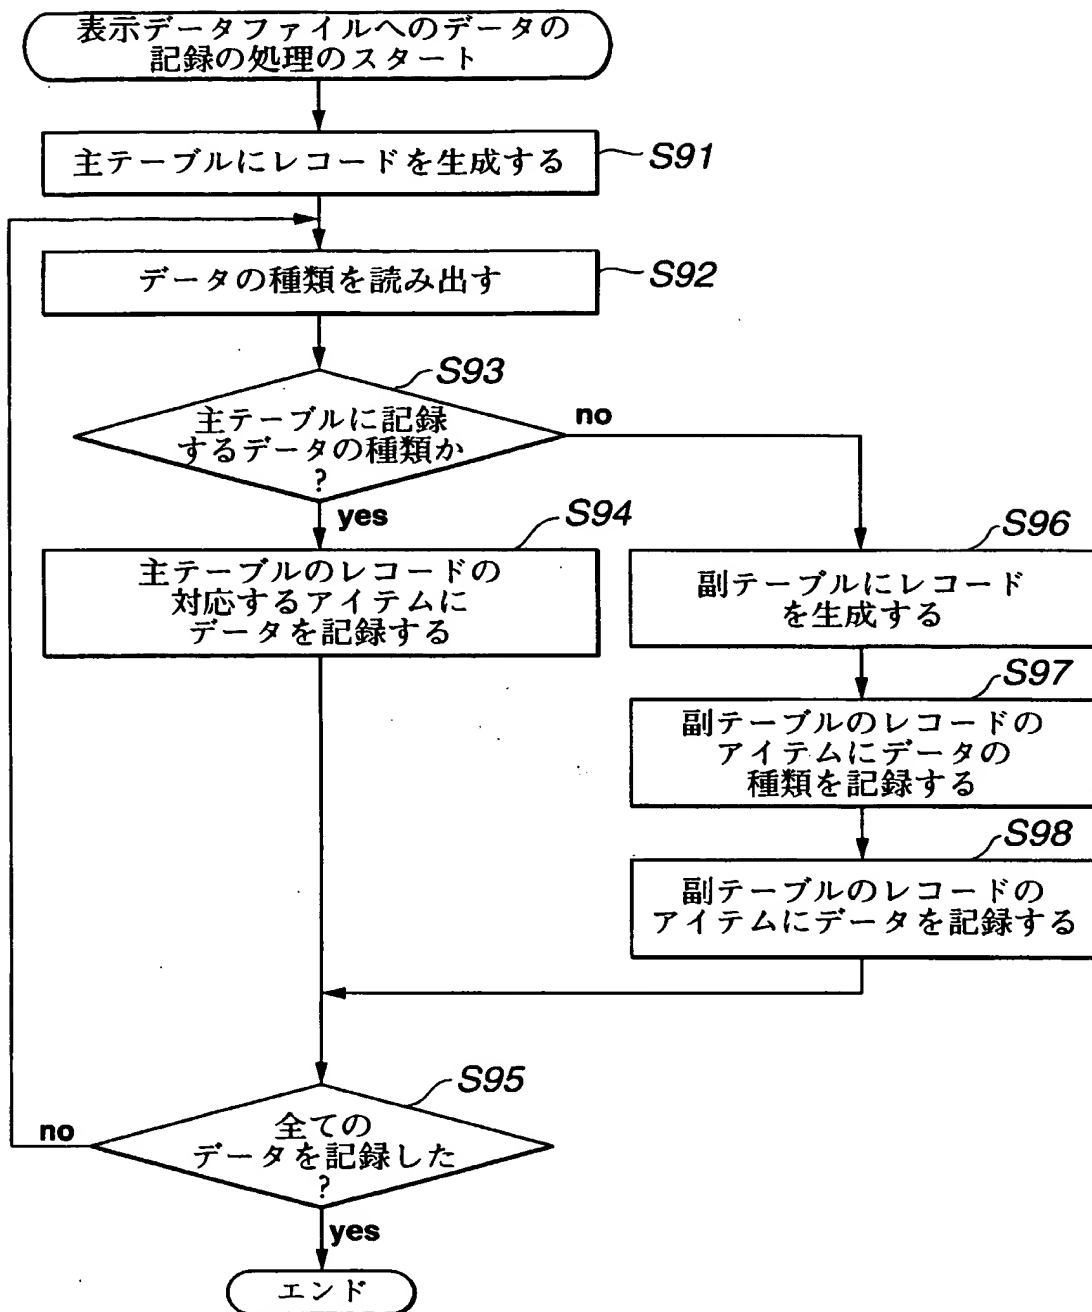 表示データファイルへのデータの
記録の処理のスタート
主テーブルにレコードを生成する
S91
データの種類を読み出す
S92
S93
主テーブルに記録
するデータの種類か
?
no
yes
S94
主テーブルのレコードの
対応するアイテムに
データを記録する
S96
副テーブルにレコード
を生成する
S97
副テーブルのレコードの
アイテムにデータの
種類を記録する
S98
副テーブルのレコードの
アイテムにデータを記録する
S95
全ての
データを記録した
?
no
yes
エンド